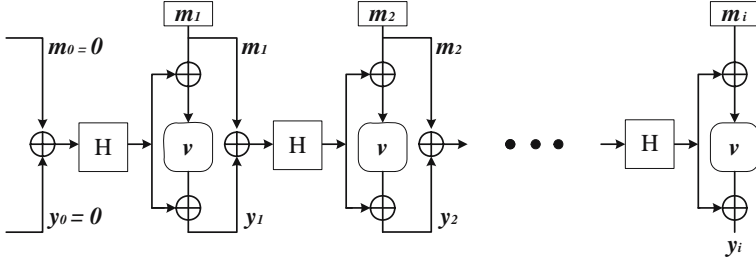 m₁
m₂
mᵢ
m₀ = 0
m₁
m₂
H
v
H
v
H
v
y₀ = 0
y₁
y₂
yᵢ